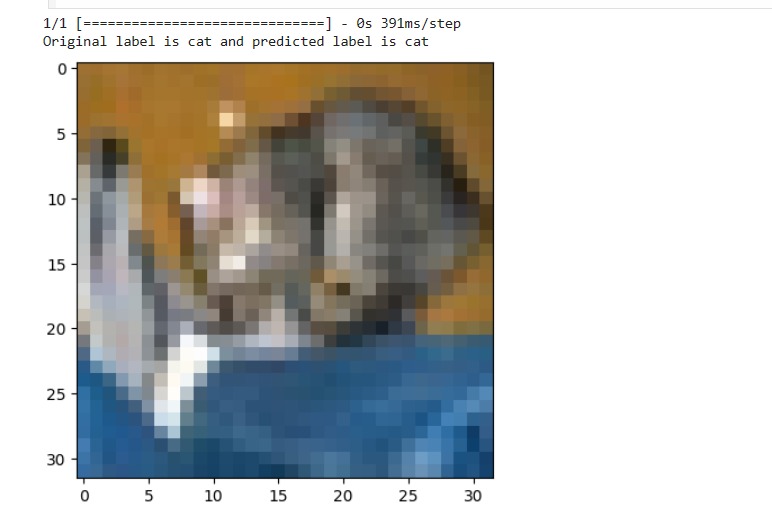 1/1 [==============================] - 0s 391ms/step
Original label is cat and predicted label is cat
0
5
10
15
20
25
30
0 5 10 15 20 25 30